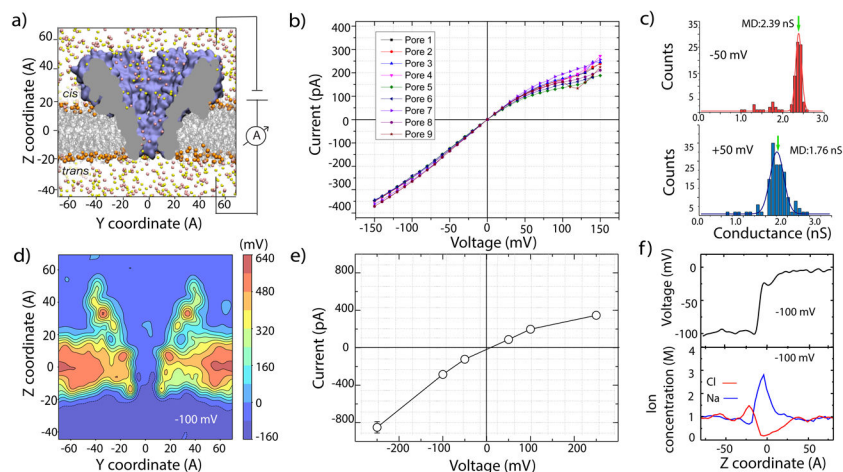 a)
Z coordinate (A)
60
40
20
0
-20
-40
cis
trans
A
-60 -40 -20 0 20 40 60
Y coordinate (A)
b)
Current (pA)
400
300
200
100
0
-100
-200
-300
-400
Pore 1
Pore 2
Pore 3
Pore 4
Pore 5
Pore 6
Pore 7
Pore 8
Pore 9
-150 -100 -50 0 50 100 150
Voltage (mV)
c)
Counts
35
25
15
5
MD:2.39 nS
-50 mV
0.0 1.0 2.0 3.0
Counts
35
25
15
5
+50 mV
MD:1.76 nS
0.0 1.0 2.0 3.0
Conductance (nS)
d)
Z coordinate (A)
60
40
20
0
-20
-40
-100 mV
-60 -40 -20 0 20 40 60
Y coordinate (A)
(mV)
640
480
320
160
0
-160
e)
Current (pA)
800
400
0
-400
-800
-200 -100 0 100 200
Voltage (mV)
f)
Voltage (mV)
0
-50
-100
-100 mV
Ion
concentration (M)
-100 mV
Cl
Na
3
2
1
0
-50 0 50
Z coordinate (A)